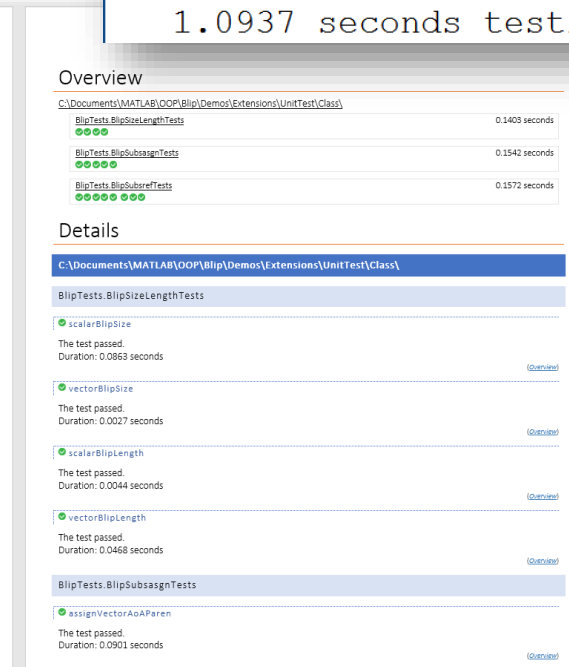 1.0937 seconds
Overview
C:\Documents\MATLAB\OOP\Blip\Demos\Extensions\UnitTest\Class\
BlipTests.BlipSizeLengthTests 0.1403 seconds
BlipTests.BlipSubsasgnTests 0.1542 seconds
BlipTests.BlipSubsrefTests 0.1572 seconds
Details
C:\Documents\MATLAB\OOP\Blip\Demos\Extensions\UnitTest\Class\
BlipTests.BlipSizeLengthTests
scalarBlipSize
The test passed.
Duration: 0.0863 seconds
(Overview)
vectorBlipSize
The test passed.
Duration: 0.0027 seconds
(Overview)
scalarBlipLength
The test passed.
Duration: 0.0044 seconds
(Overview)
vectorBlipLength
The test passed.
Duration: 0.0468 seconds
(Overview)
BlipTests.BlipSubsasgnTests
assignVectorAoAParen
The test passed.
Duration: 0.0901 seconds
(Overview)